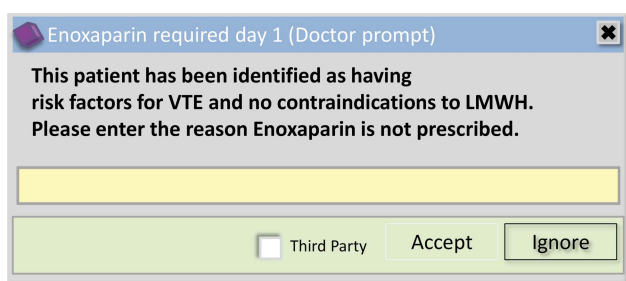 Enoxaparin required day 1 (Doctor prompt)
This patient has been identified as having
risk factors for VTE and no contraindications to LMWH.
Please enter the reason Enoxaparin is not prescribed.
Third Party Accept Ignore